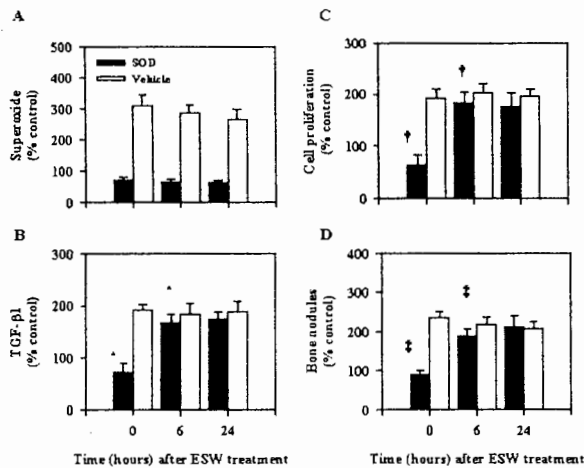 A
C
SOD
Vehicle
Superoxide
(% control)
500
400
300
200
100
0
Cell proliferation
(% control)
300
200
100
0
†
†
B
D
TGF-β1
(% control)
300
200
100
0
Bone nodules
(% control)
400
300
200
100
0
‡
‡
0 6 24
0 6 24
Time (hours) after ESW treatment
Time (hours) after ESW treatment